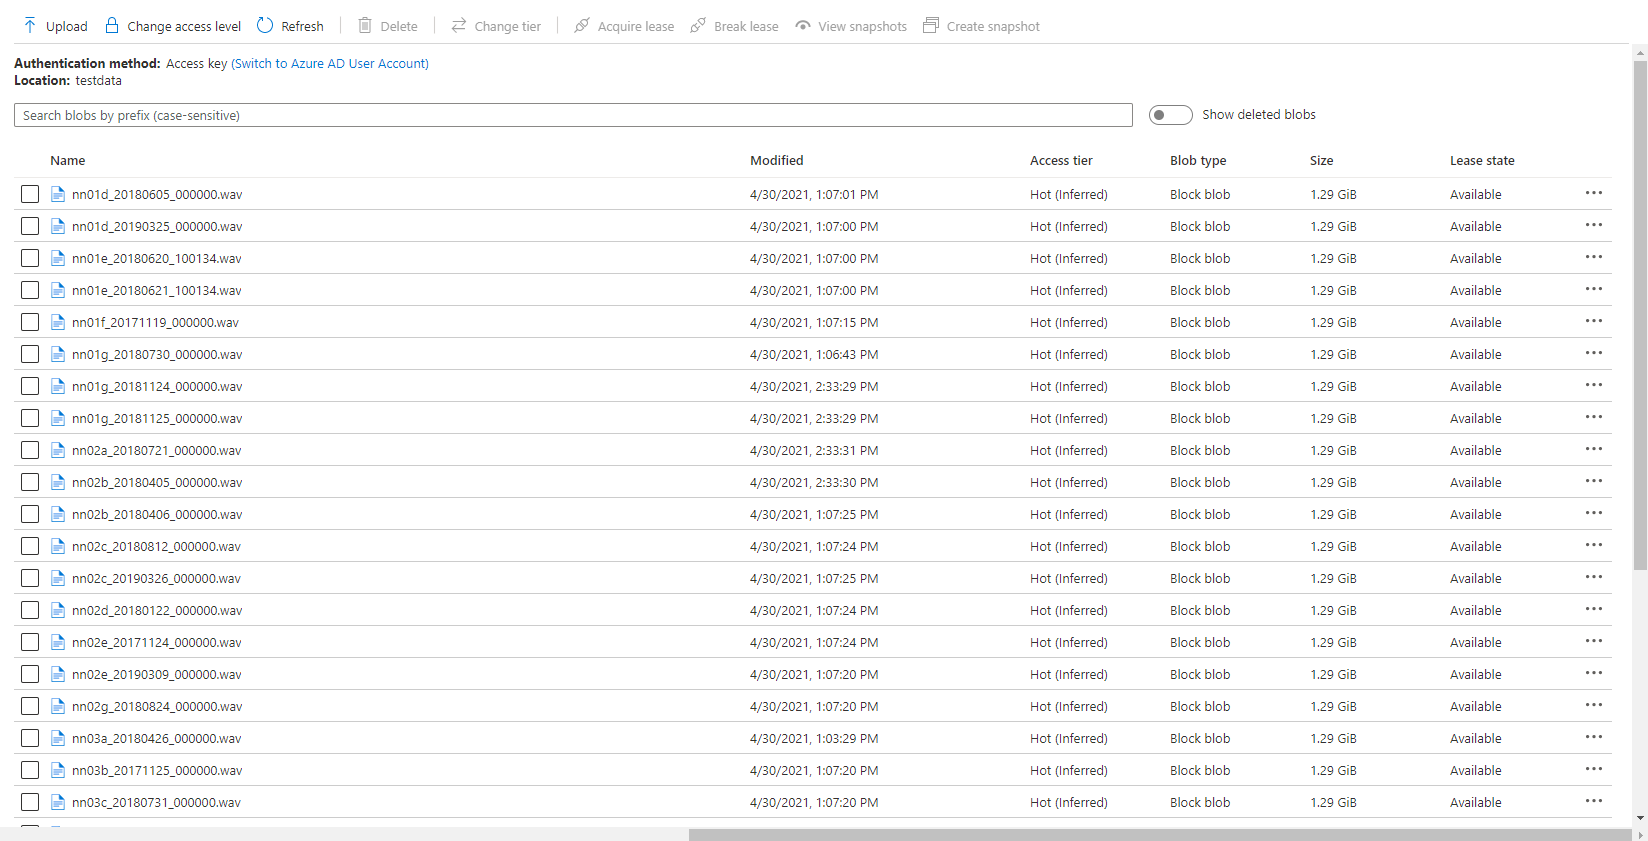 Upload Change access level Refresh Delete Change tier Acquire lease Break lease View snapshots Create snapshot
Authentication method: Access key (Switch to Azure AD User Account)
Location: testdata
Search blobs by prefix (case-sensitive) Show deleted blobs
Name Modified Access tier Blob type Size Lease state
nn01d_20180605_000000.wav 4/30/2021, 1:07:01 PM Hot (Inferred) Block blob 1.29 GiB Available
nn01d_20190325_000000.wav 4/30/2021, 1:07:00 PM Hot (Inferred) Block blob 1.29 GiB Available
nn01e_20180620_100134.wav 4/30/2021, 1:07:00 PM Hot (Inferred) Block blob 1.29 GiB Available
nn01e_20180621_100134.wav 4/30/2021, 1:07:00 PM Hot (Inferred) Block blob 1.29 GiB Available
nn01f_20171119_000000.wav 4/30/2021, 1:07:15 PM Hot (Inferred) Block blob 1.29 GiB Available
nn01g_20180730_000000.wav 4/30/2021, 1:06:43 PM Hot (Inferred) Block blob 1.29 GiB Available
nn01g_20181124_000000.wav 4/30/2021, 2:33:29 PM Hot (Inferred) Block blob 1.29 GiB Available
nn01g_20181125_000000.wav 4/30/2021, 2:33:29 PM Hot (Inferred) Block blob 1.29 GiB Available
nn02a_20180721_000000.wav 4/30/2021, 2:33:31 PM Hot (Inferred) Block blob 1.29 GiB Available
nn02b_20180405_000000.wav 4/30/2021, 2:33:30 PM Hot (Inferred) Block blob 1.29 GiB Available
nn02b_20180406_000000.wav 4/30/2021, 1:07:25 PM Hot (Inferred) Block blob 1.29 GiB Available
nn02c_20180812_000000.wav 4/30/2021, 1:07:24 PM Hot (Inferred) Block blob 1.29 GiB Available
nn02c_20190326_000000.wav 4/30/2021, 1:07:25 PM Hot (Inferred) Block blob 1.29 GiB Available
nn02d_20180122_000000.wav 4/30/2021, 1:07:24 PM Hot (Inferred) Block blob 1.29 GiB Available
nn02e_20171124_000000.wav 4/30/2021, 1:07:24 PM Hot (Inferred) Block blob 1.29 GiB Available
nn02e_20190309_000000.wav 4/30/2021, 1:07:20 PM Hot (Inferred) Block blob 1.29 GiB Available
nn02g_20180824_000000.wav 4/30/2021, 1:07:20 PM Hot (Inferred) Block blob 1.29 GiB Available
nn03a_20180426_000000.wav 4/30/2021, 1:03:29 PM Hot (Inferred) Block blob 1.29 GiB Available
nn03b_20171125_000000.wav 4/30/2021, 1:07:20 PM Hot (Inferred) Block blob 1.29 GiB Available
nn03c_20180731_000000.wav 4/30/2021, 1:07:20 PM Hot (Inferred) Block blob 1.29 GiB Available